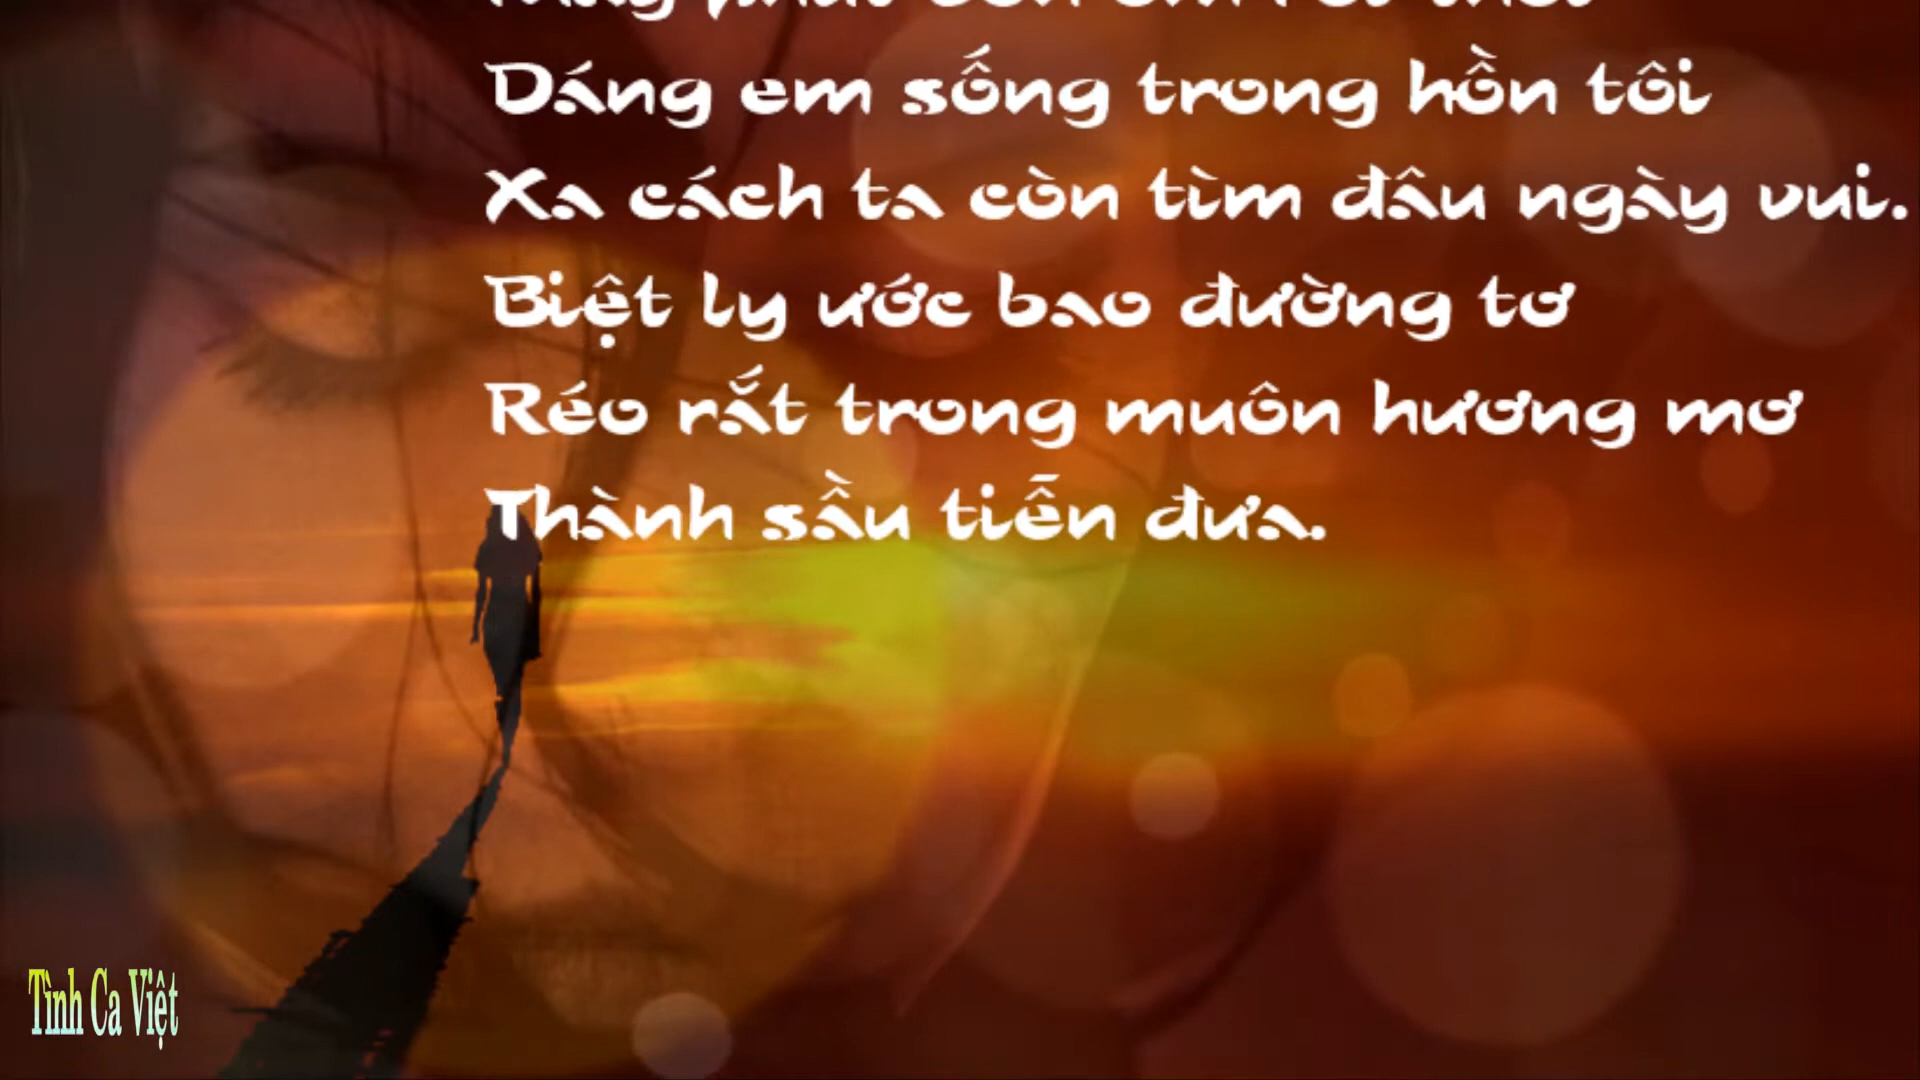 Dáng em sống trong hồn tôi
Xa cách ta còn tìm đâu ngày vui.
Biệt ly ước bao đường tơ
Réo rắt trong muôn hương mơ
Thành sầu tiễn đưa.
Tình Ca Việt